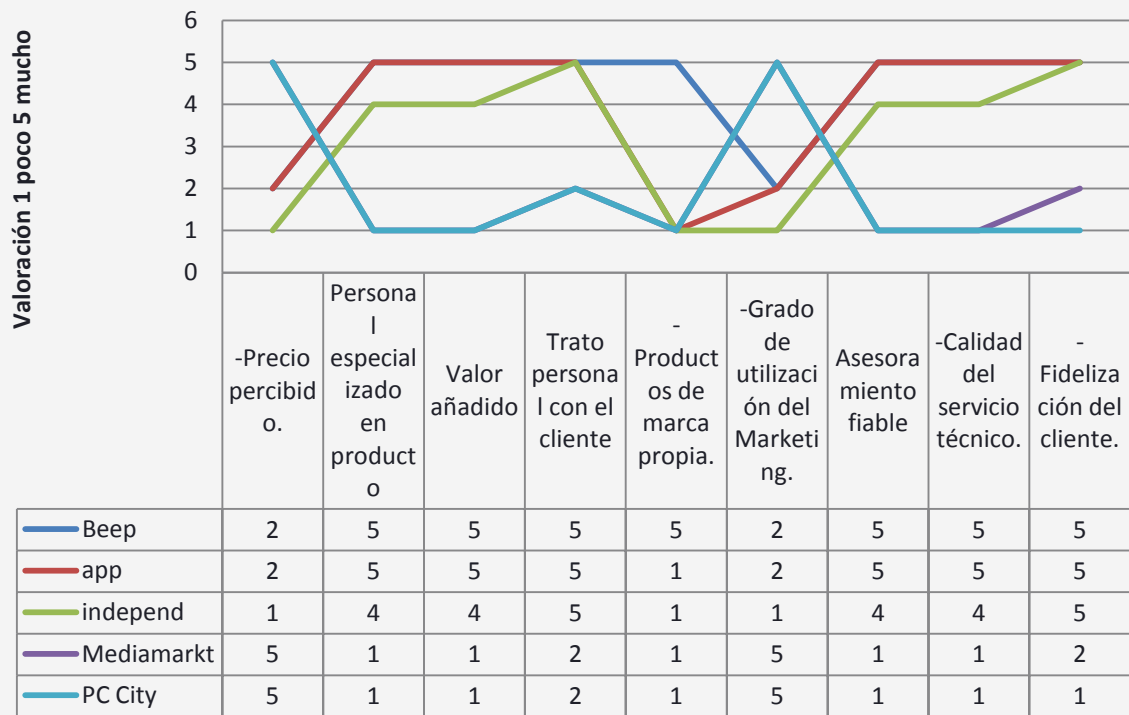 Valoración 1 poco 5 mucho
6
5
4
3
2
1
0
-Precio
percibid
o.
Persona
l
especial
izado
en
product
o
Valor
añadido
Trato
persona
l con el
cliente
-
Product
os de
marca
propia.
-Grado
de
utilizaci
ón del
Marketi
ng.
Asesora
miento
fiable
-Calidad
del
servicio
técnico.
-
Fideliza
ción del
cliente.
Beep 2 5 5 5 5 2 5 5 5
app 2 5 5 5 1 2 5 5 5
independ 1 4 4 5 1 1 4 4 5
Mediamarkt 5 1 1 2 1 5 1 1 2
PC City 5 1 1 2 1 5 1 1 1